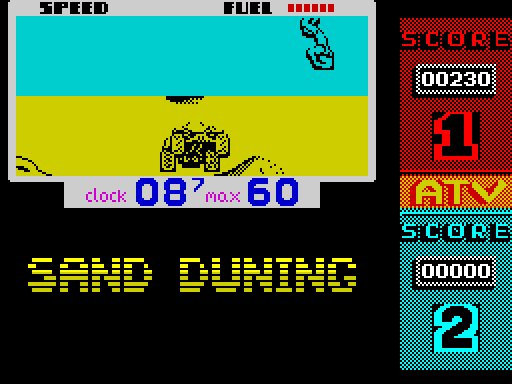 SPEED FUEL
clock 08⁷ max 60
SAND DUNING
SCORE
00230
1
ATV
SCORE
00000
2